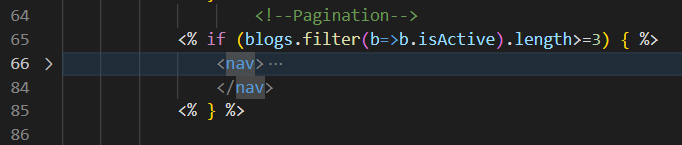 64 <!--Pagination-->
65 <% if (blogs.filter(b=>b.isActive).length>=3) { %>
66 > <nav>…
84 </nav>
85 <% } %>
86